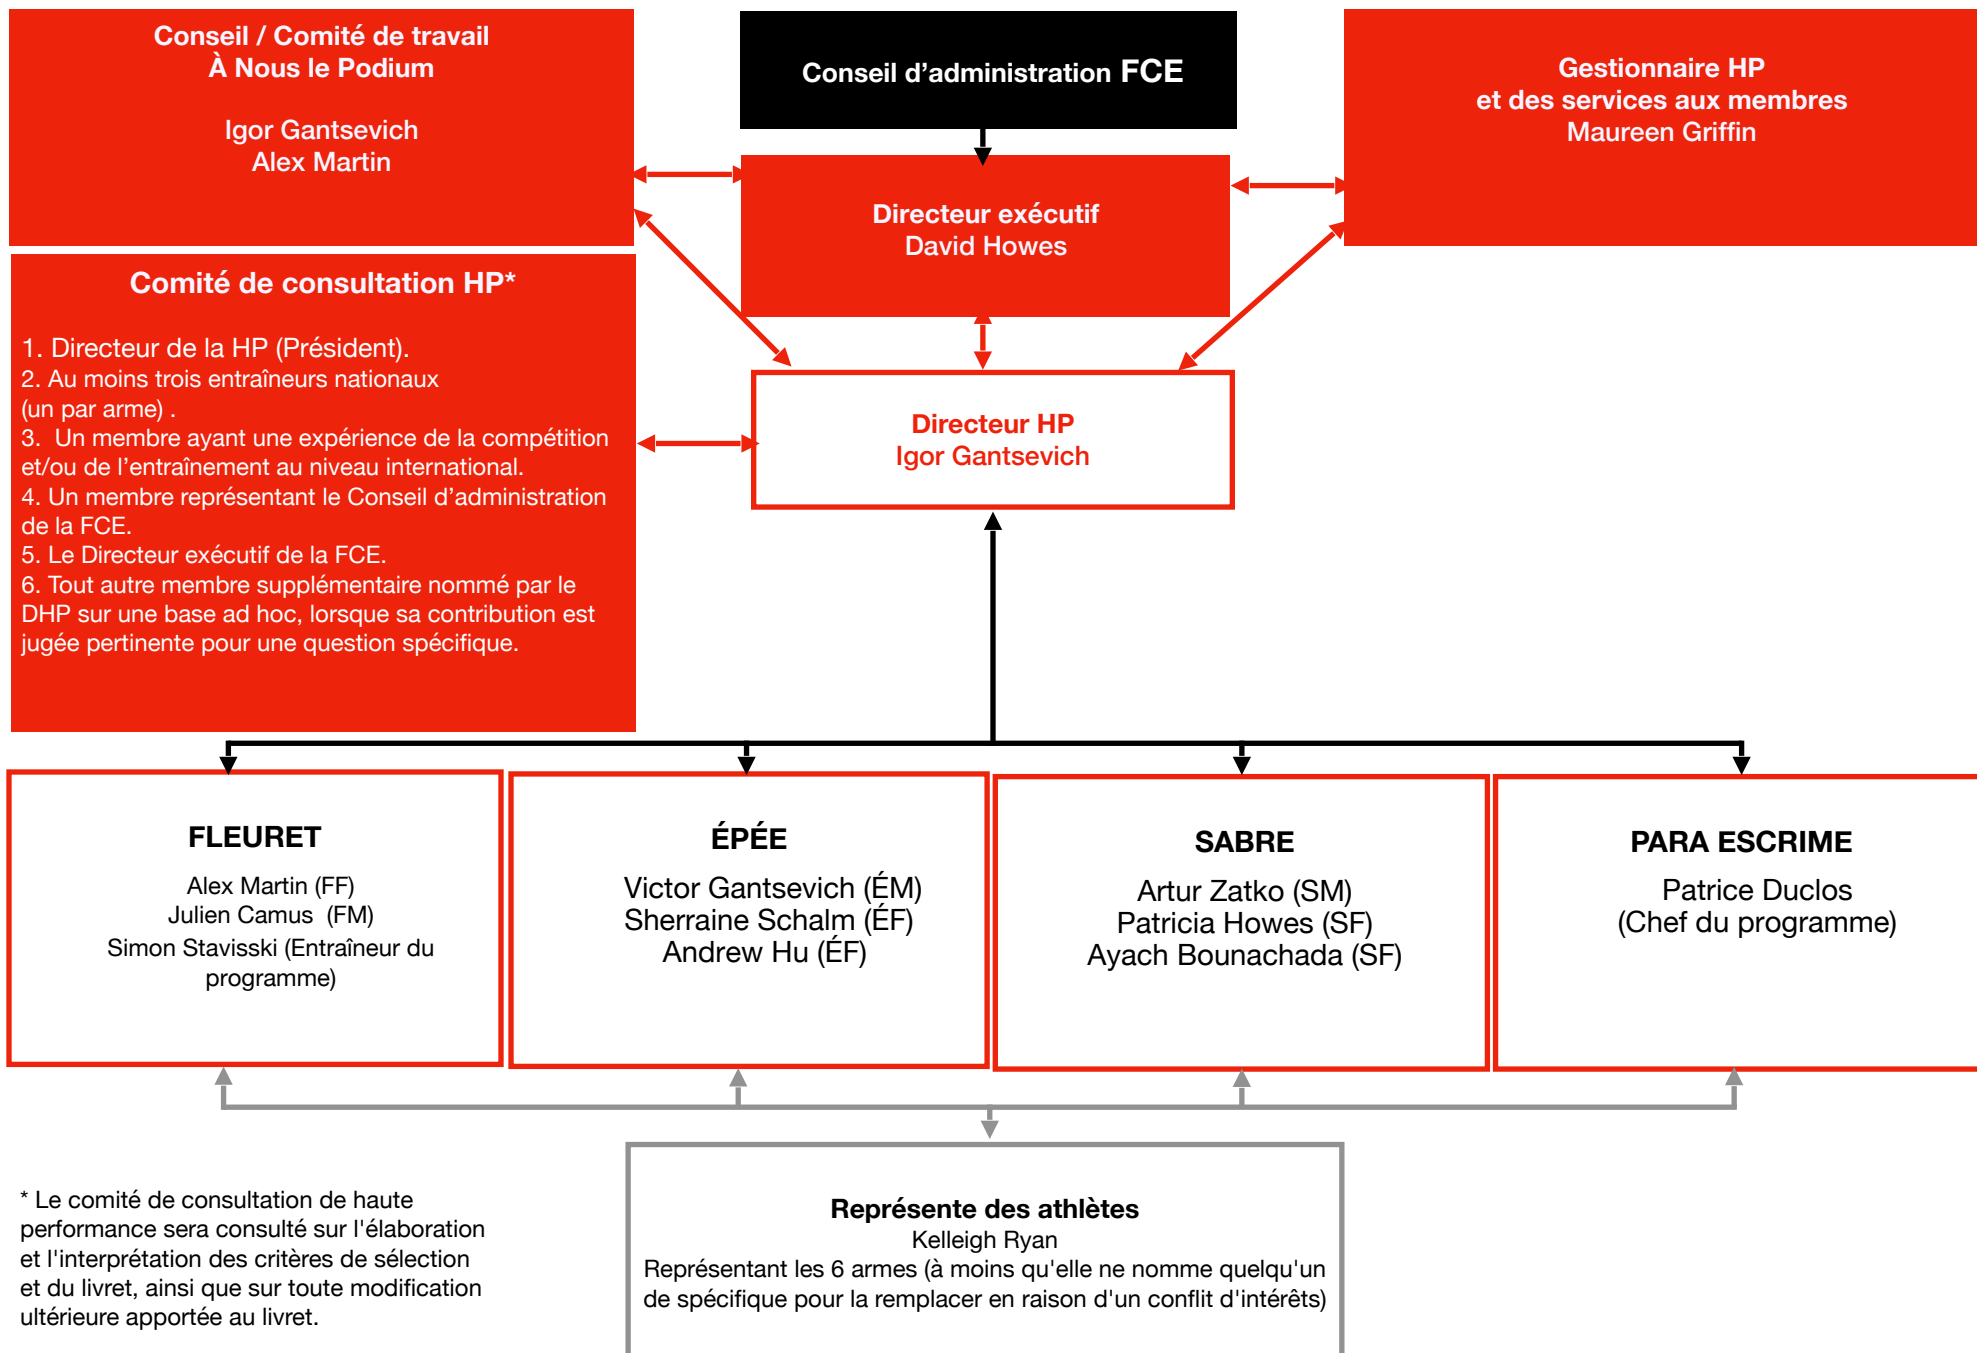 Conseil / Comité de travail
À Nous le Podium
Igor Gantsevich
Alex Martin
Conseil d’administration FCE
Gestionnaire HP
et des services aux membres
Maureen Griffin
Directeur exécutif
David Howes
Comité de consultation HP*
1. Directeur de la HP (Président).
2. Au moins trois entraîneurs nationaux
(un par arme) .
3.  Un membre ayant une expérience de la compétition
et/ou de l’entraînement au niveau international.
4. Un membre représentant le Conseil d’administration
de la FCE.
5. Le Directeur exécutif de la FCE.
6. Tout autre membre supplémentaire nommé par le
DHP sur une base ad hoc, lorsque sa contribution est
jugée pertinente pour une question spécifique.
Directeur HP
Igor Gantsevich
FLEURET
Alex Martin (FF)
Julien Camus  (FM)
Simon Stavisski (Entraîneur du
programme)
ÉPÉE
Victor Gantsevich (ÉM)
Sherraine Schalm (ÉF)
Andrew Hu (ÉF)
SABRE
Artur Zatko (SM)
Patricia Howes (SF)
Ayach Bounachada (SF)
PARA ESCRIME
Patrice Duclos
(Chef du programme)
* Le comité de consultation de haute
performance sera consulté sur l'élaboration
et l'interprétation des critères de sélection
et du livret, ainsi que sur toute modification
ultérieure apportée au livret.
Représente des athlètes
Kelleigh Ryan
Représentant les 6 armes (à moins qu'elle ne nomme quelqu'un
de spécifique pour la remplacer en raison d'un conflit d'intérêts)